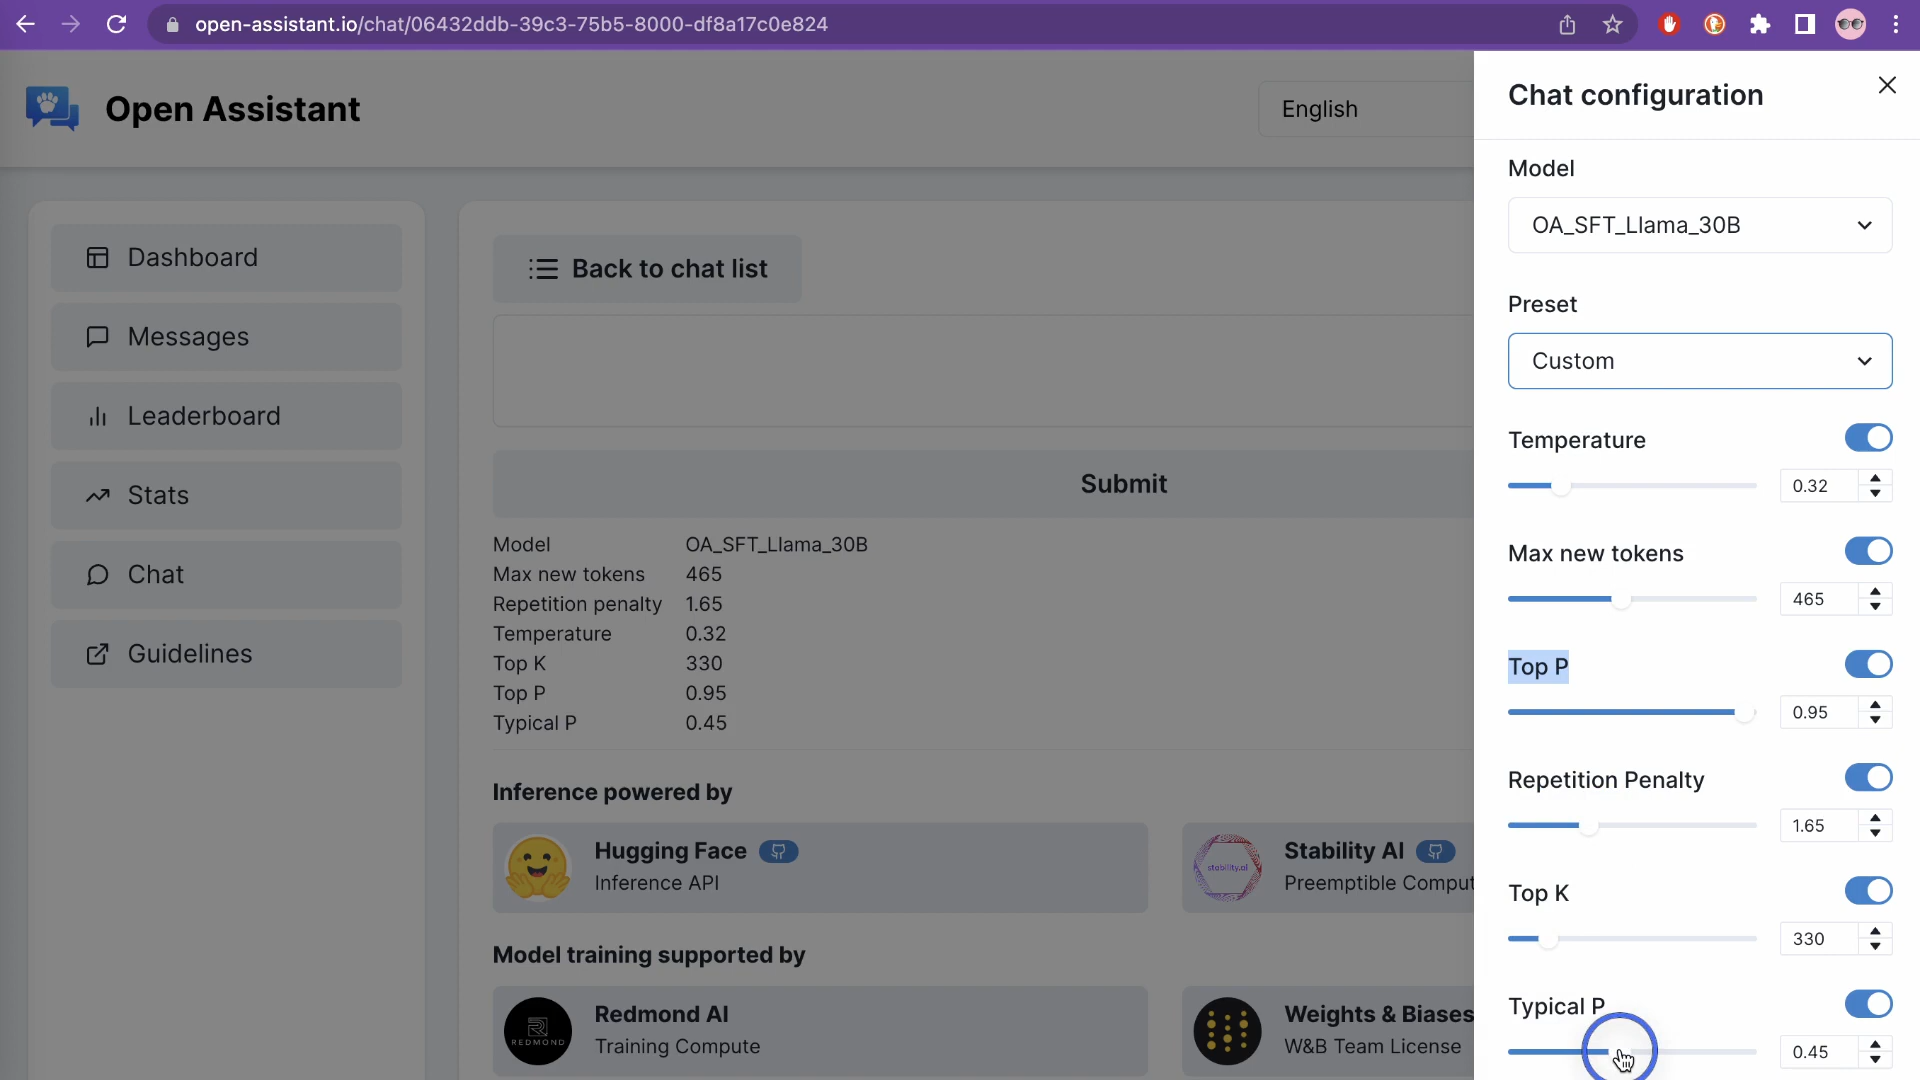 open-assistant.io/chat/06432ddb-39c3-75b5-8000-df8a17c0e824
Open Assistant
English
Dashboard
Messages
Leaderboard
Stats
Chat
Guidelines
Back to chat list
Submit
Model OA_SFT_Llama_30B
Max new tokens 465
Repetition penalty 1.65
Temperature 0.32
Top K 330
Top P 0.95
Typical P 0.45
Inference powered by
Hugging Face
Inference API
stability.ai
Stability AI
Preemptible Comput
Model training supported by
REDMOND
Redmond AI
Training Compute
Weights & Biases
W&B Team License
Chat configuration
Model
OA_SFT_Llama_30B
Preset
Custom
Temperature
0.32
Max new tokens
465
Top P
0.95
Repetition Penalty
1.65
Top K
330
Typical P
0.45